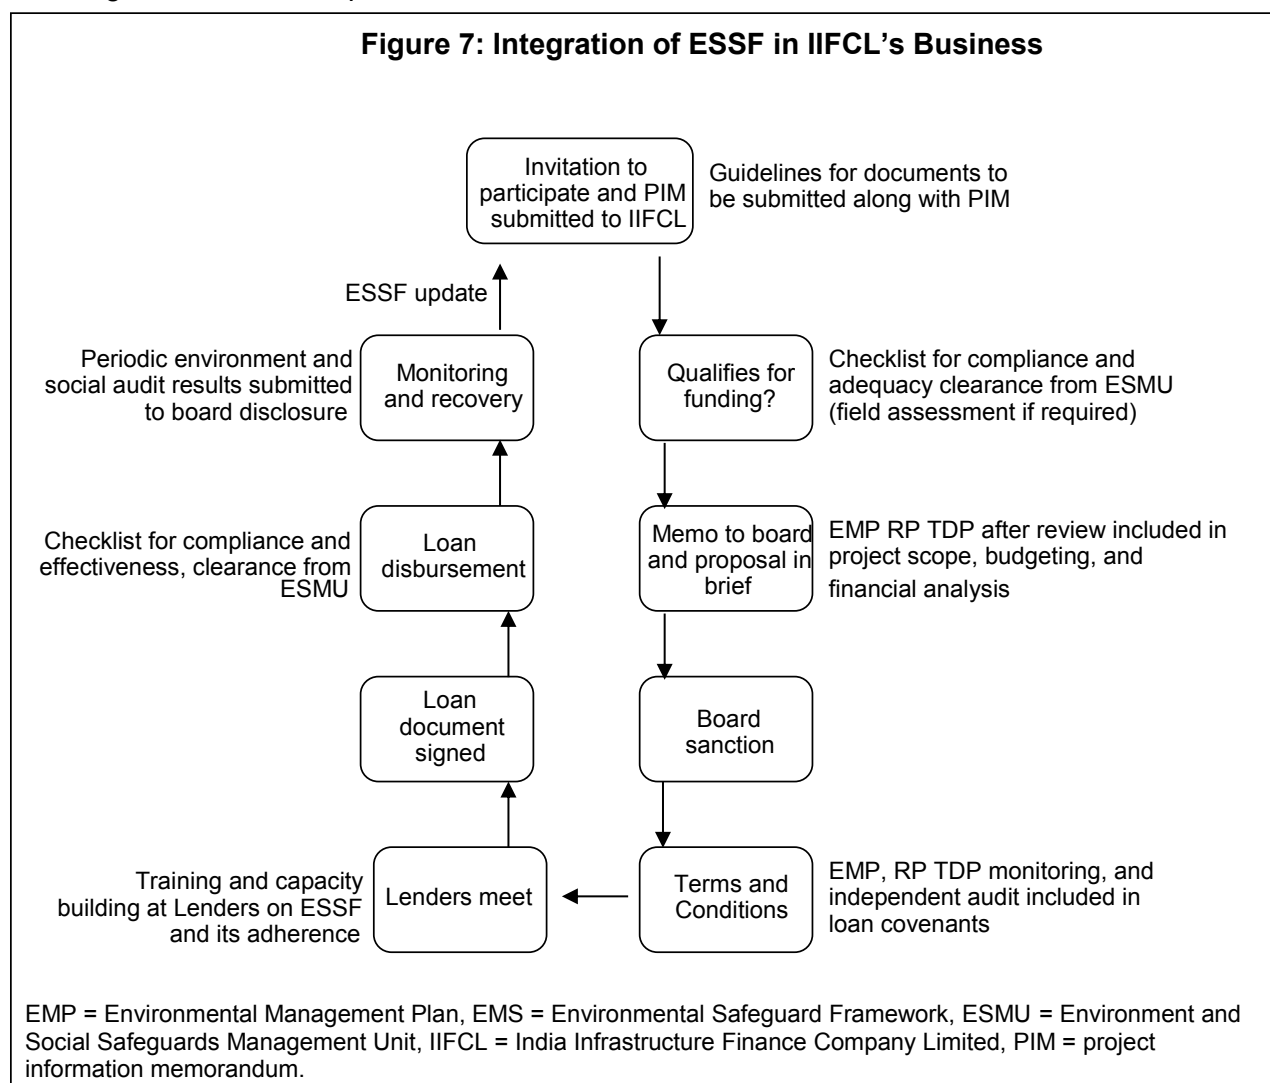 Figure 7: Integration of ESSF in IIFCL's Business
Invitation to
participate and PIM
submitted to IIFCL
Guidelines for documents to
be submitted along with PIM
ESSF update
Periodic environment and
social audit results submitted
to board disclosure
Monitoring
and recovery
Qualifies for
funding?
Checklist for compliance and
adequacy clearance from ESMU
(field assessment if required)
Checklist for compliance and
effectiveness, clearance from
ESMU
Loan
disbursement
Memo to board
and proposal in
brief
EMP RP TDP after review included in
project scope, budgeting, and
financial analysis
Loan
document
signed
Board
sanction
Training and capacity
building at Lenders on ESSF
and its adherence
Lenders meet
Terms and
Conditions
EMP, RP TDP monitoring, and
independent audit included in
loan covenants
EMP = Environmental Management Plan, EMS = Environmental Safeguard Framework, ESMU = Environment and
Social Safeguards Management Unit, IIFCL = India Infrastructure Finance Company Limited, PIM = project
information memorandum.